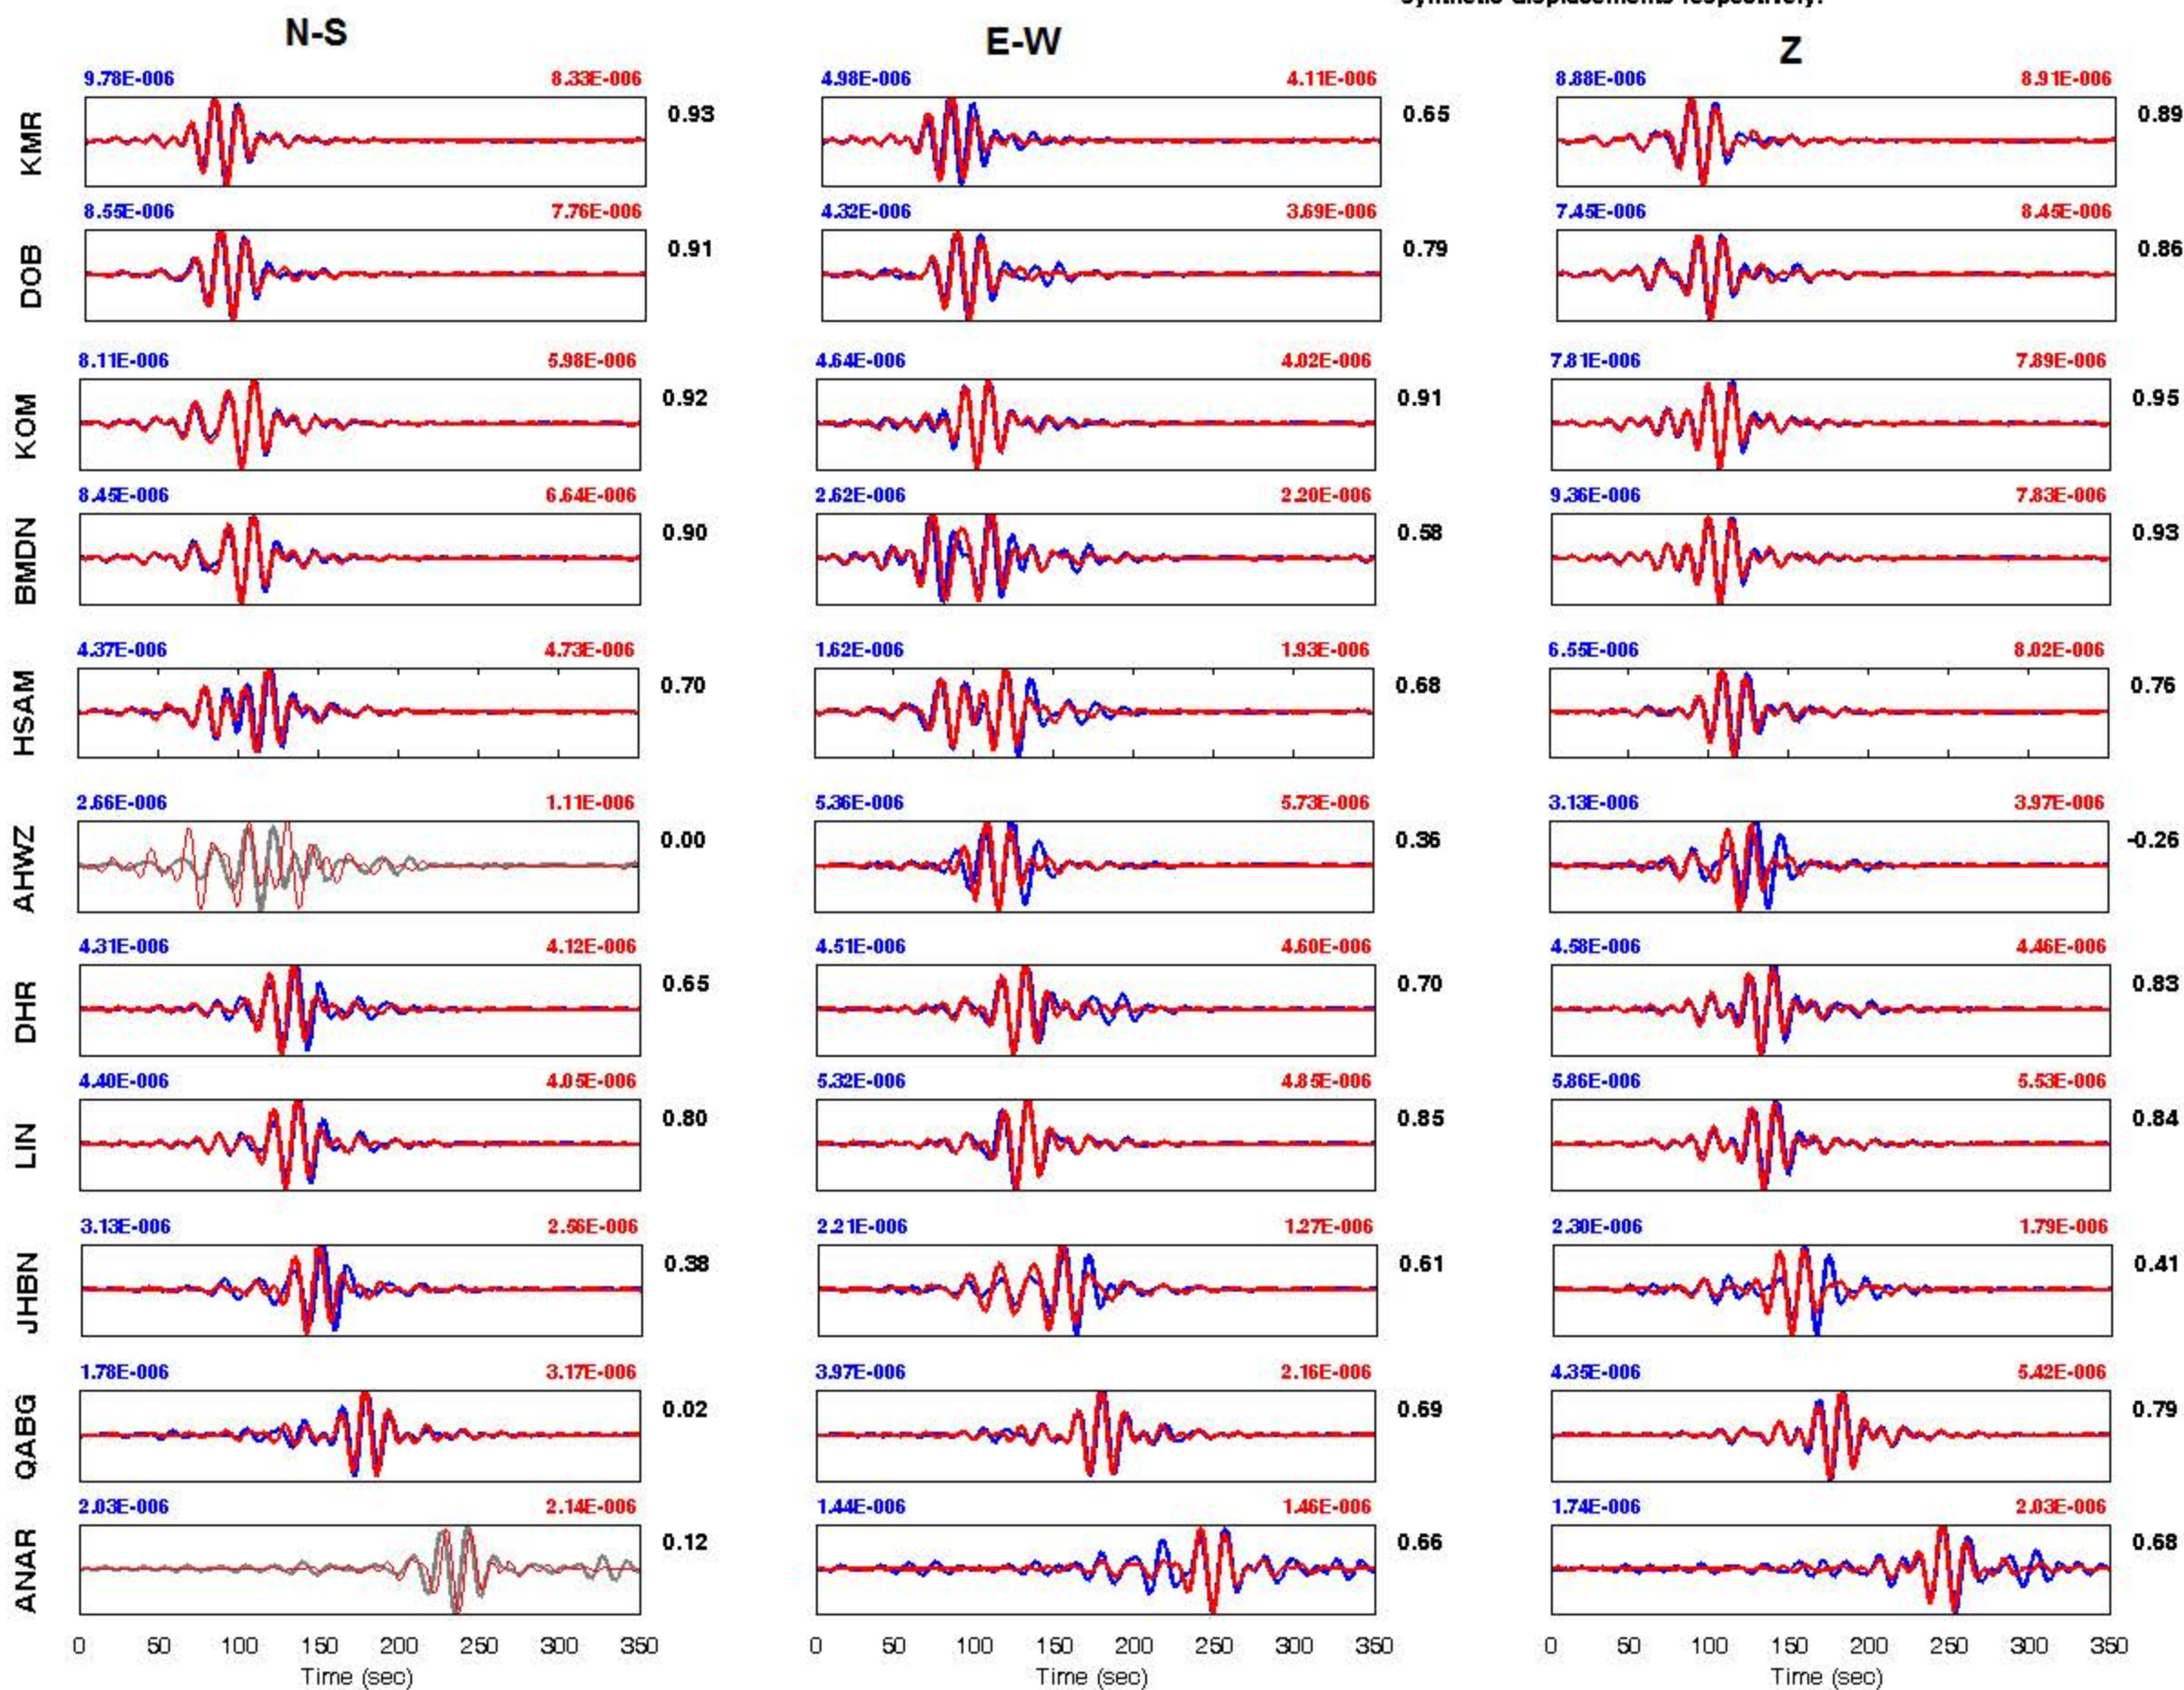 synthetic displacements respectively.
N-S E-W Z
9.78E-006 8.33E-006 4.98E-006 4.11E-006 8.88E-006 8.91E-006
KMR 0.93 0.65 0.89
8.55E-006 7.76E-006 4.32E-006 3.69E-006 7.45E-006 8.45E-006
DOB 0.91 0.79 0.86
8.11E-006 5.98E-006 4.64E-006 4.02E-006 7.81E-006 7.89E-006
KOM 0.92 0.91 0.95
8.45E-006 6.64E-006 2.62E-006 2.20E-006 9.36E-006 7.83E-006
BMDN 0.90 0.58 0.93
4.37E-006 4.73E-006 1.62E-006 1.93E-006 6.55E-006 8.02E-006
HSAM 0.70 0.68 0.76
2.66E-006 1.11E-006 5.36E-006 5.73E-006 3.13E-006 3.97E-006
AHWZ 0.00 0.36 -0.26
4.31E-006 4.12E-006 4.51E-006 4.60E-006 4.58E-006 4.46E-006
DHR 0.65 0.70 0.83
4.40E-006 4.05E-006 5.32E-006 4.85E-006 5.86E-006 5.53E-006
LIN 0.80 0.85 0.84
3.13E-006 2.56E-006 2.21E-006 1.27E-006 2.30E-006 1.79E-006
JHBN 0.38 0.61 0.41
1.78E-006 3.17E-006 3.97E-006 2.16E-006 4.35E-006 5.42E-006
QABG 0.02 0.69 0.79
2.03E-006 2.14E-006 1.44E-006 1.46E-006 1.74E-006 2.03E-006
ANAR 0.12 0.66 0.68
0 50 100 150 200 250 300 350 0 50 100 150 200 250 300 350 0 50 100 150 200 250 300 350
Time (sec) Time (sec) Time (sec)